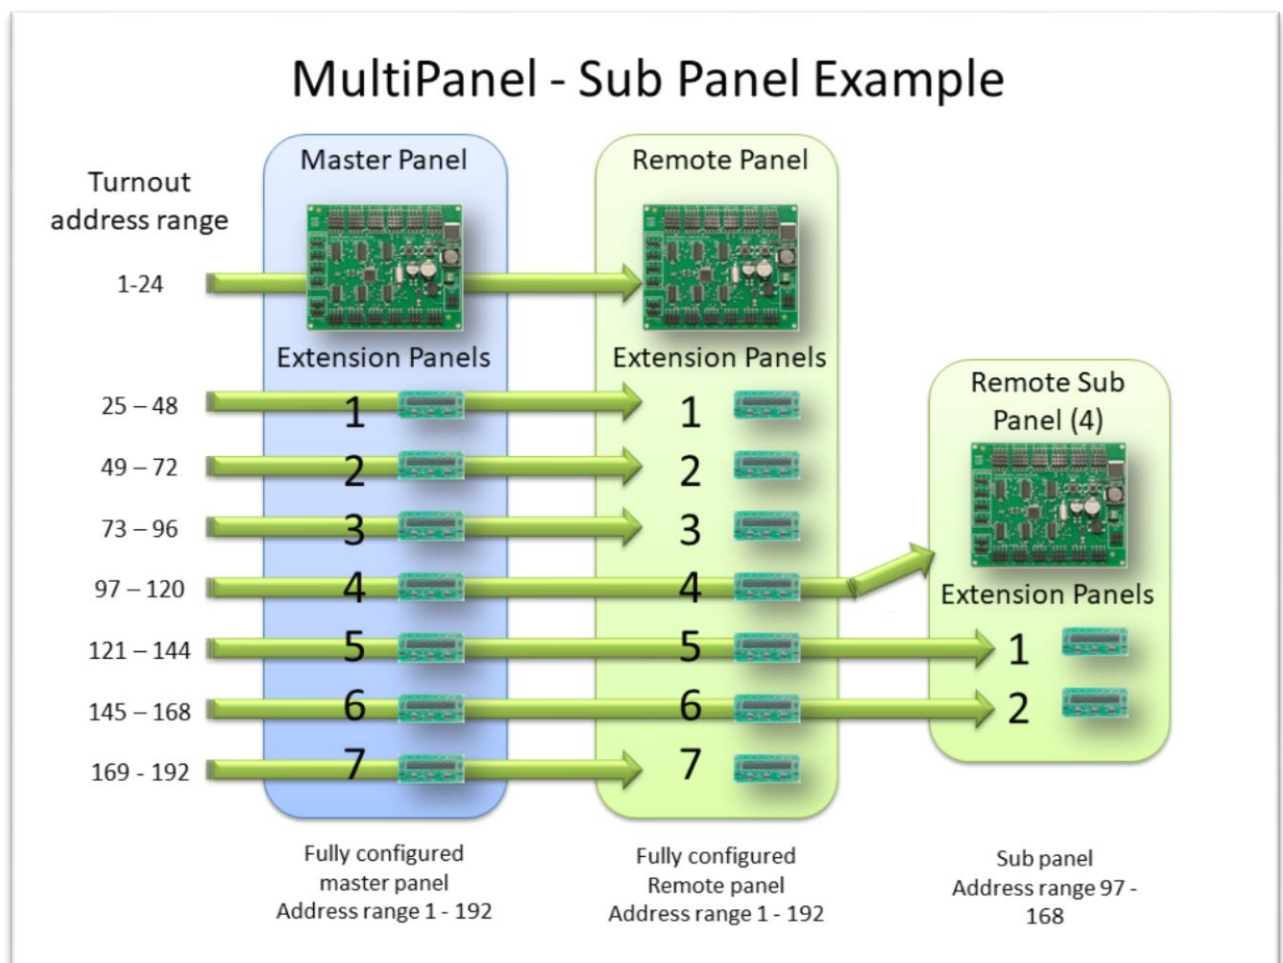 MultiPanel - Sub Panel Example
Turnout
address range
Master Panel
Remote Panel
1-24
Extension Panels
Extension Panels
Remote Sub
Panel (4)
25 – 48
1
1
49 – 72
2
2
73 – 96
3
3
97 – 120
4
4
Extension Panels
121 – 144
5
5
1
145 – 168
6
6
2
169 - 192
7
7
Fully configured
master panel
Address range 1 - 192
Fully configured
Remote panel
Address range 1 - 192
Sub panel
Address range 97 -
168